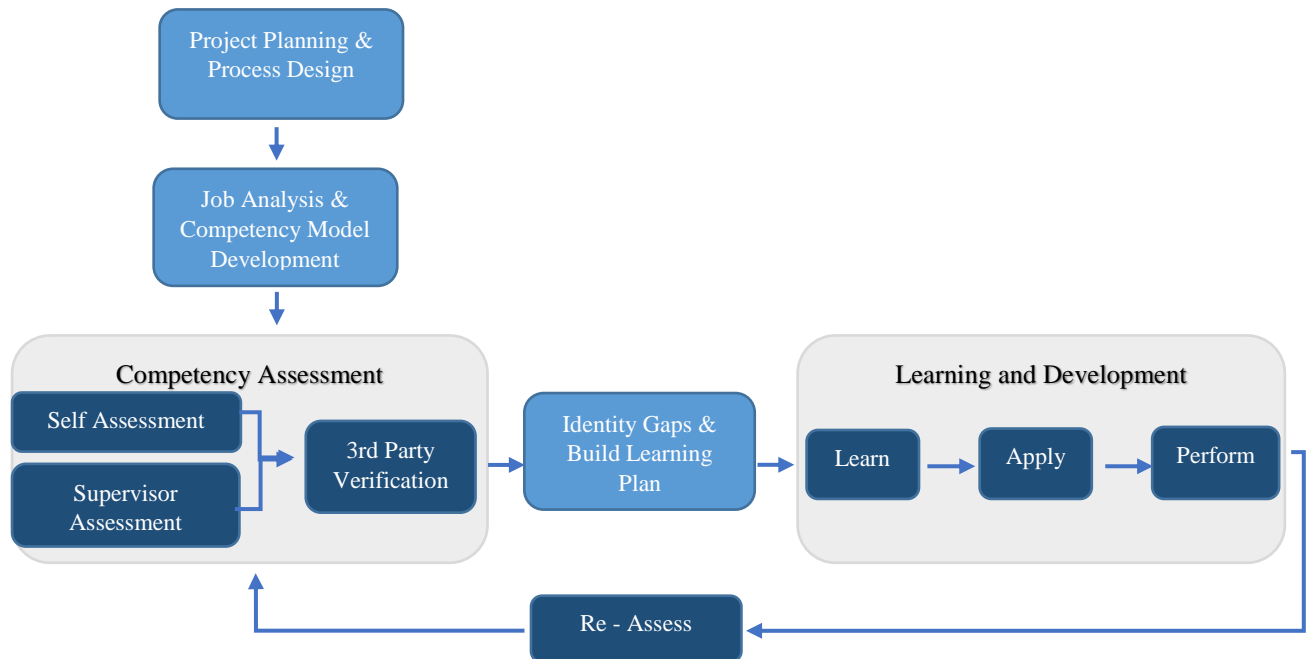 Project Planning &
Process Design
Job Analysis &
Competency Model
Development
Competency Assessment
Self Assessment
Supervisor
Assessment
3rd Party
Verification
Identity Gaps &
Build Learning
Plan
Learning and Development
Learn
Apply
Perform
Re - Assess